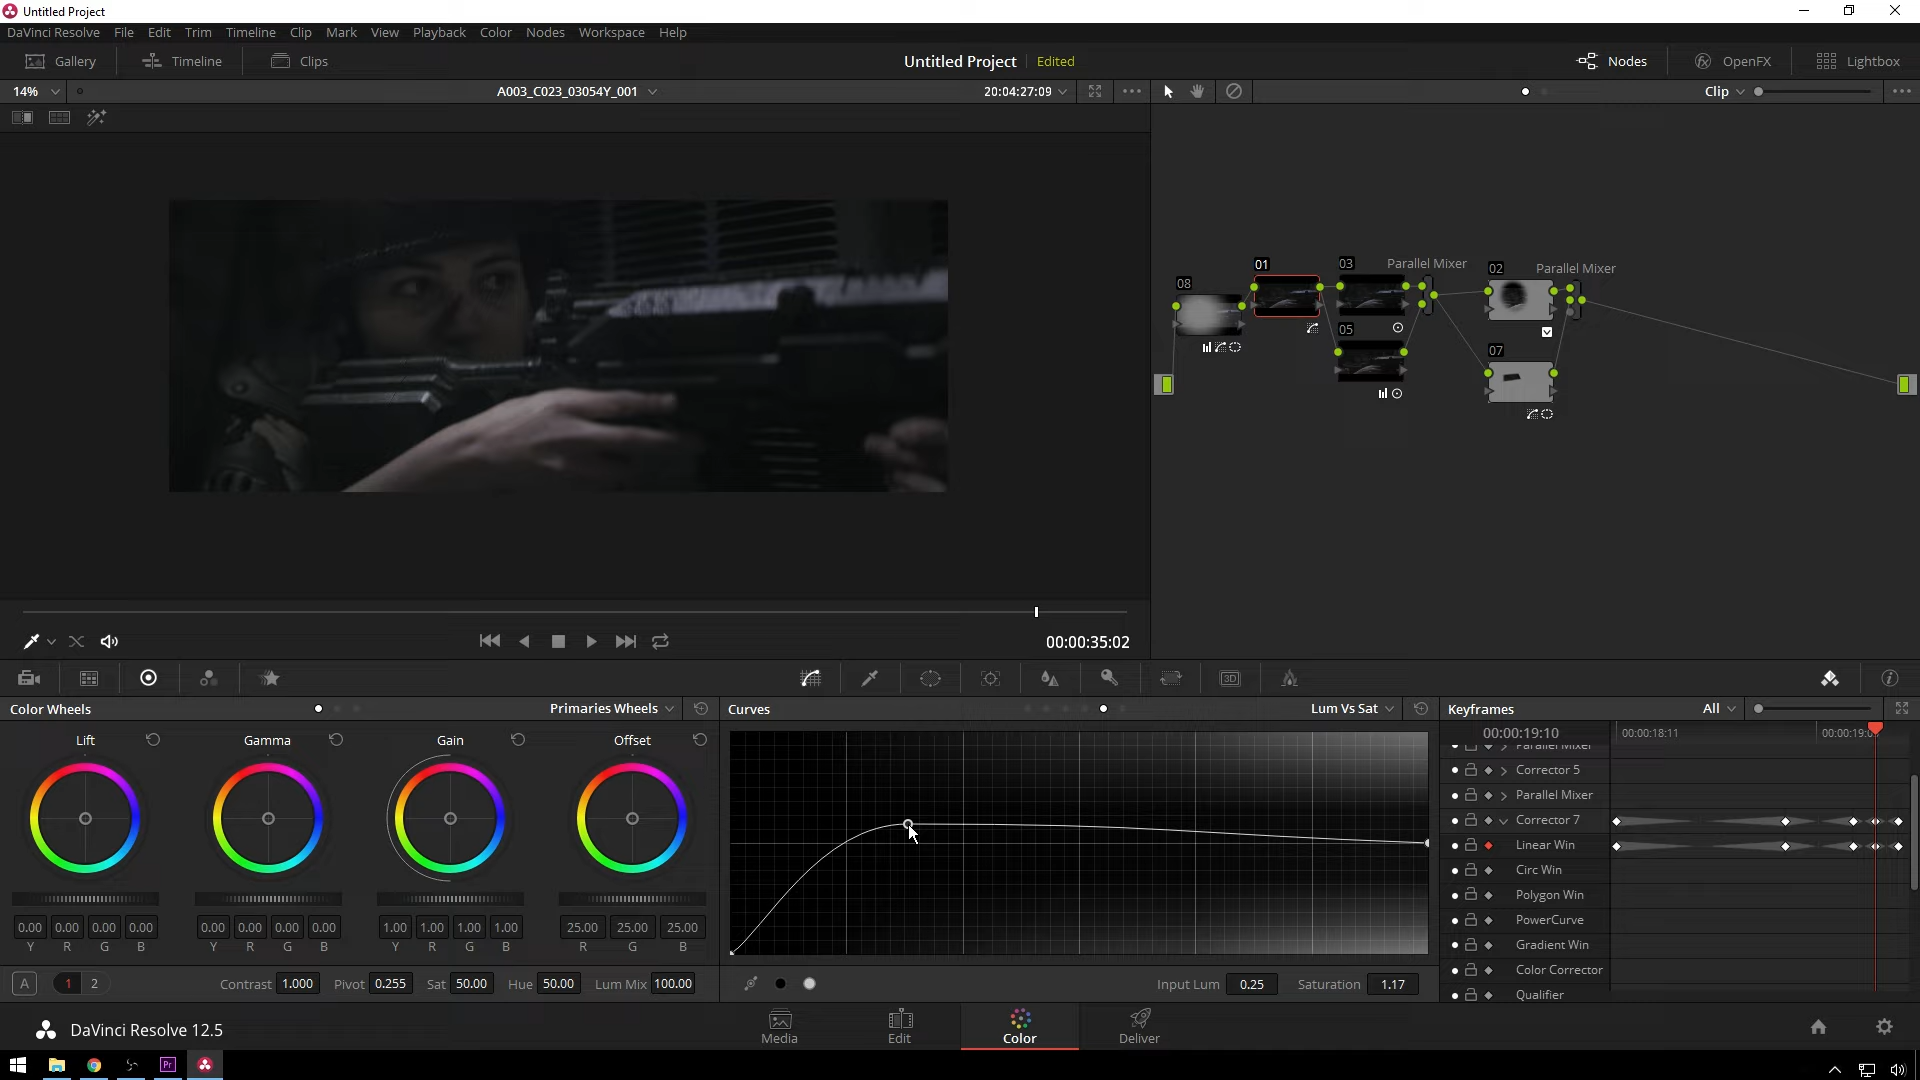 Untitled Project
DaVinci Resolve File Edit Trim Timeline Clip Mark View Playback Color Nodes Workspace Help
Gallery Timeline Clips Untitled Project Edited Nodes OpenFX Lightbox
14% A003_C023_03054Y_001 20:04:27:09 Clip
01 03 Parallel Mixer 02 Parallel Mixer
08
05
07
00:00:35:02
3D
Color Wheels Primaries Wheels Curves Lum Vs Sat Keyframes All
Lift Gamma Gain Offset
00:00:19:10 00:00:18:11
Parallel Mixer
Corrector 5
Parallel Mixer
Corrector 7
Linear Win
Circ Win
Polygon Win
PowerCurve
Gradient Win
Color Corrector
Qualifier
0.00 0.00 0.00 0.00 0.00 0.00 0.00 0.00 1.00 1.00 1.00 1.00 25.00 25.00 25.00
Y R G B Y R G B Y R G B R G B
A 1 2 Contrast 1.000 Pivot 0.255 Sat 50.00 Hue 50.00 Lum Mix 100.00 Input Lum 0.25 Saturation 1.17
DaVinci Resolve 12.5
Media Edit Color Deliver
Pr